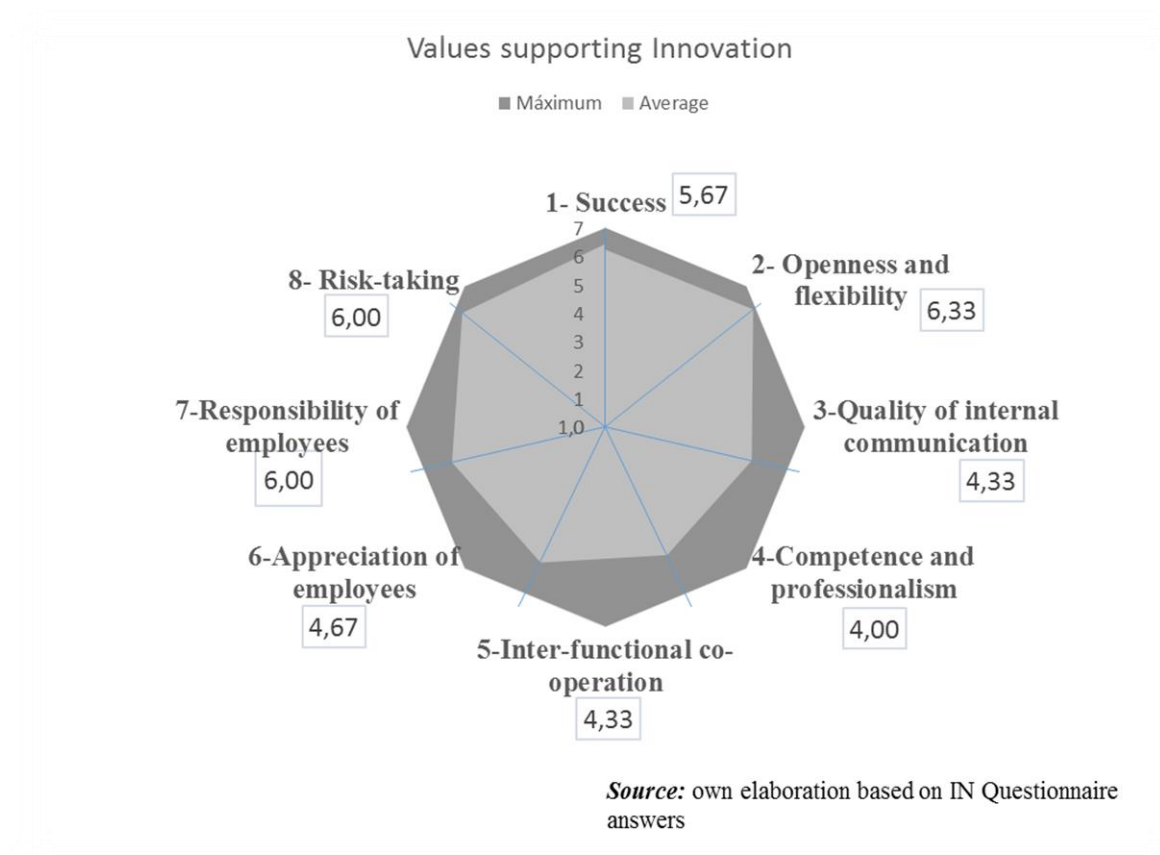 Values supporting Innovation
Máximum Average
1- Success
5,67
7
6
5
4
3
2
1
1,0
2- Openness and
flexibility
6,33
3-Quality of internal
communication
4,33
4-Competence and
professionalism
4,00
5-Inter-functional co-
operation
4,33
6-Appreciation of
employees
4,67
7-Responsibility of
employees
6,00
8- Risk-taking
6,00
Source: own elaboration based on IN Questionnaire
answers